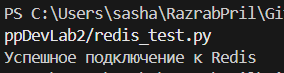 PS C:\Users\sasha\RazrabPril\Gi
ppDevLab2/redis_test.py
Успешное подключение к Redis